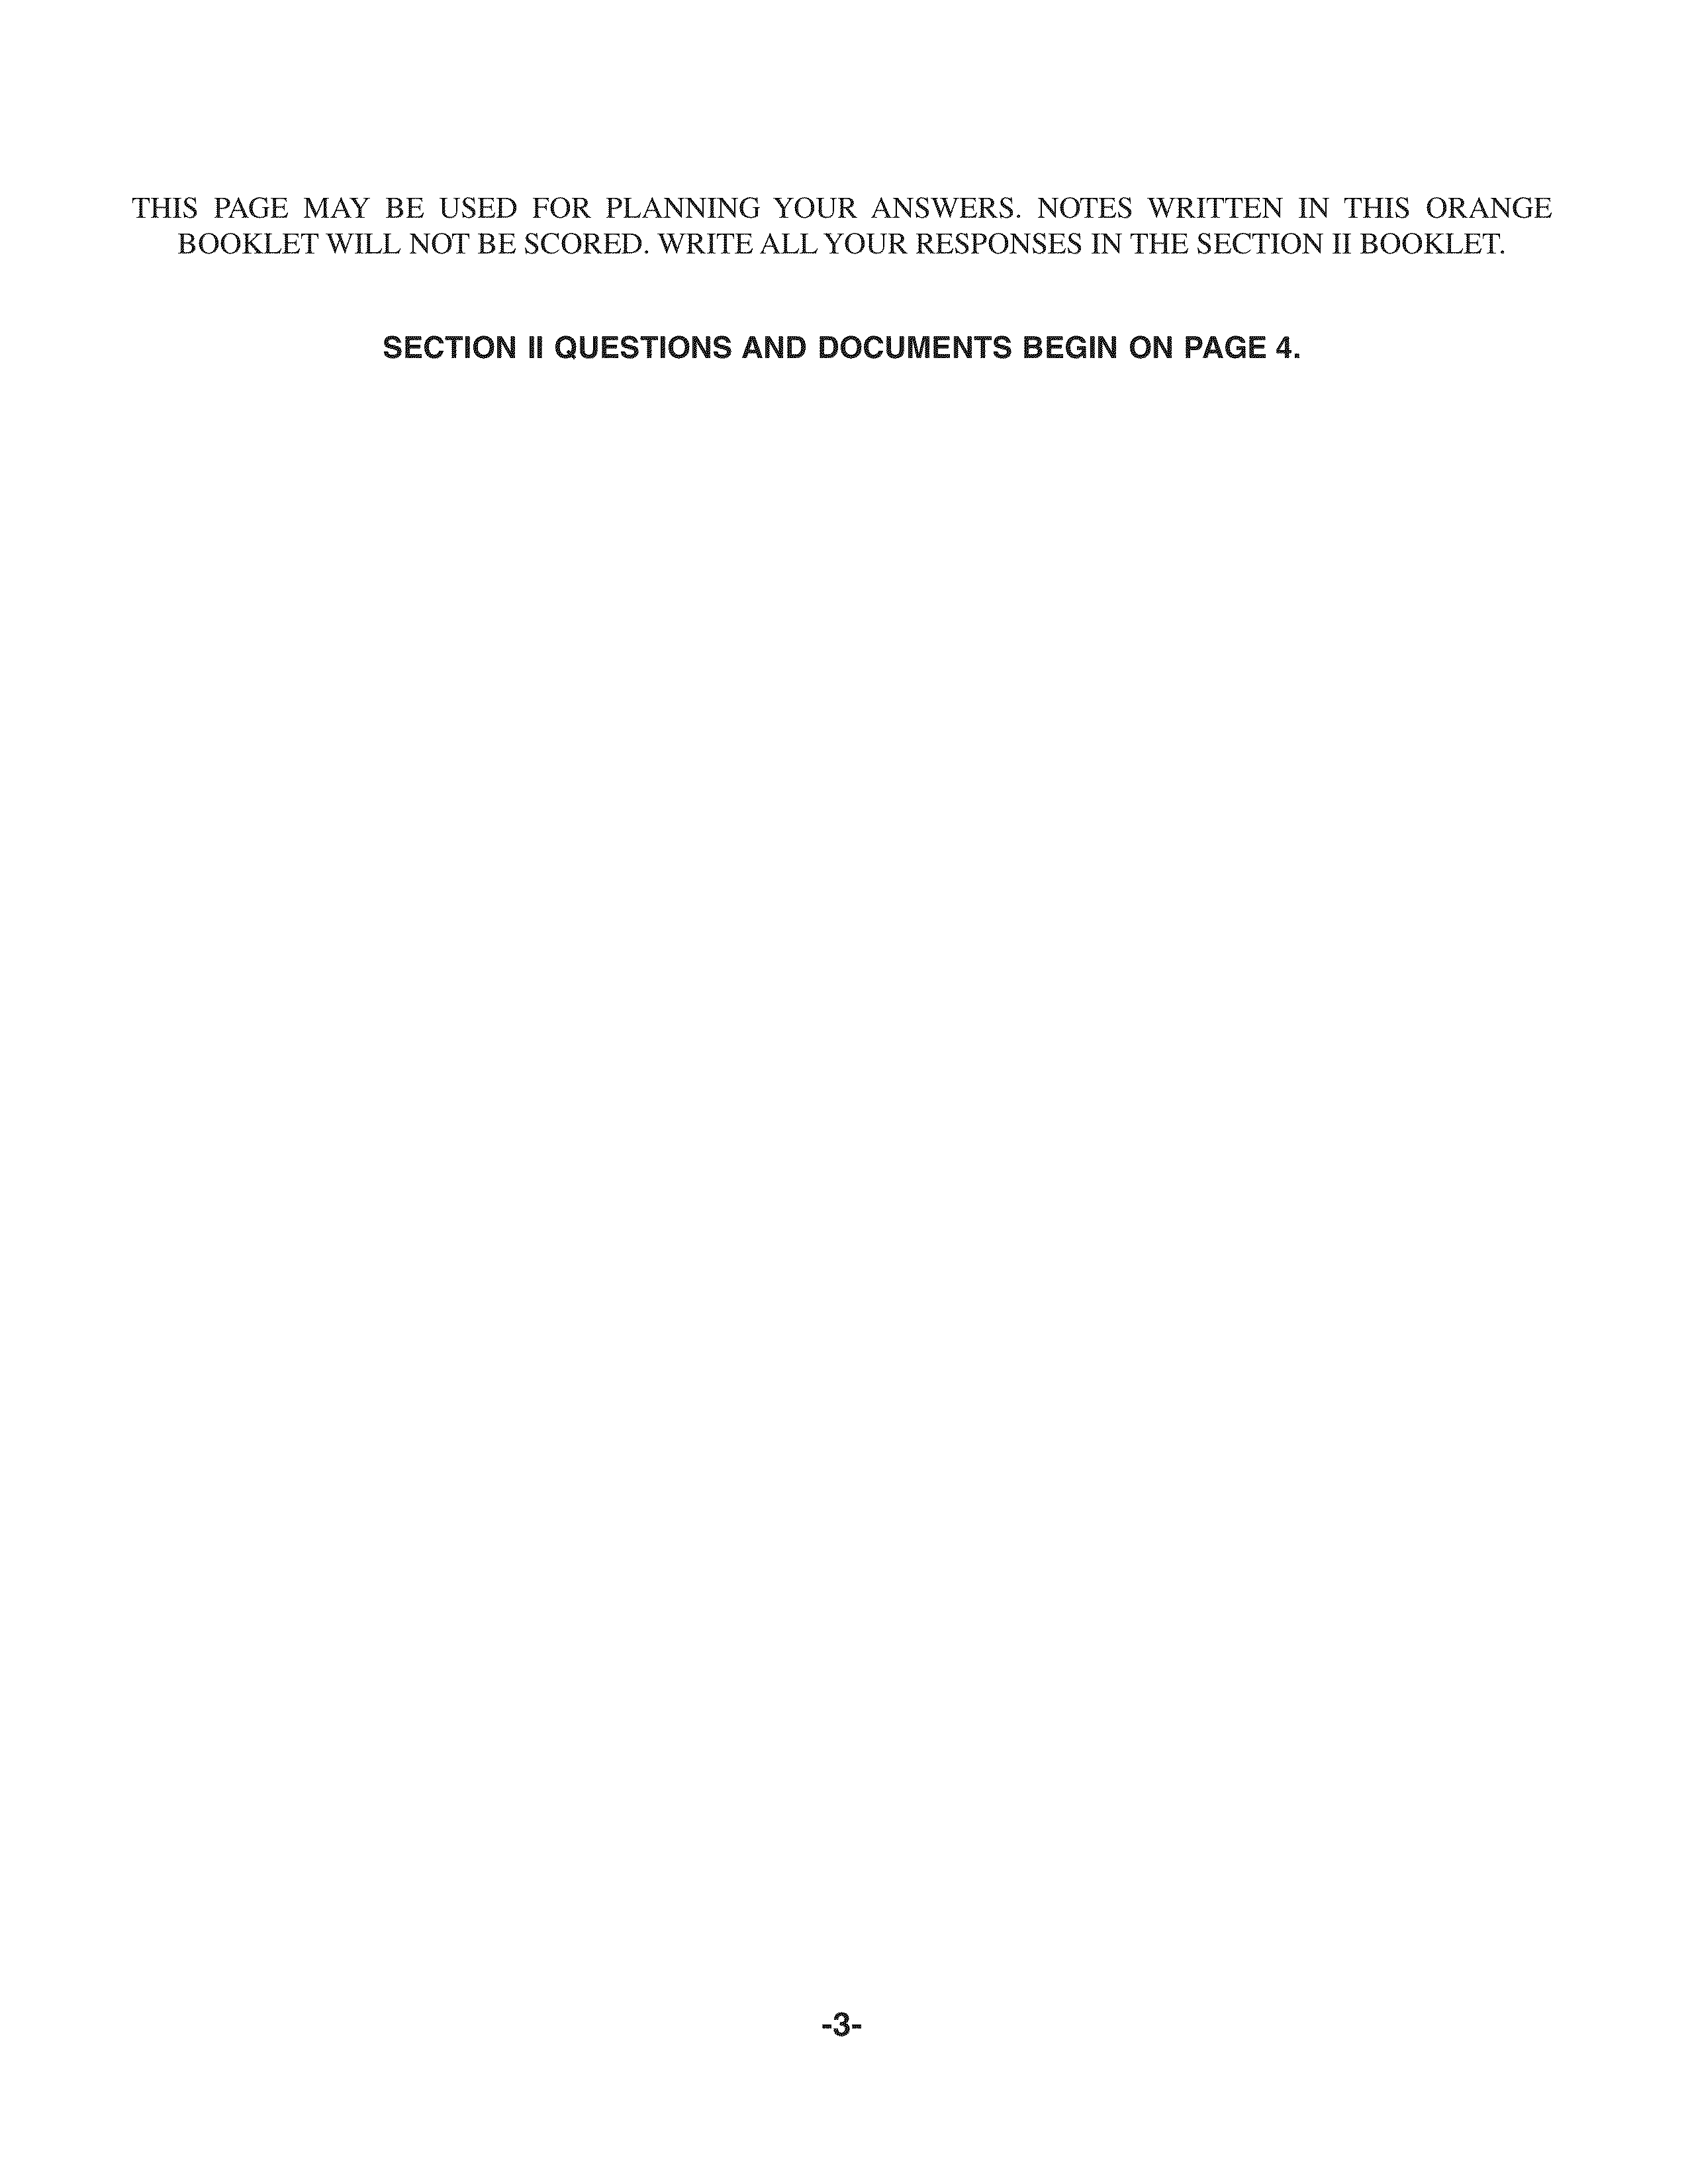 THIS PAGE MAY BE USED FOR PLANNING YOUR ANSWERS. NOTES WRITTEN IN THIS ORANGE
BOOKLET WILL NOT BE SCORED. WRITE ALL YOUR RESPONSES IN THE SECTION II BOOKLET.
SECTION II QUESTIONS AND DOCUMENTS BEGIN ON PAGE 4.
-3-